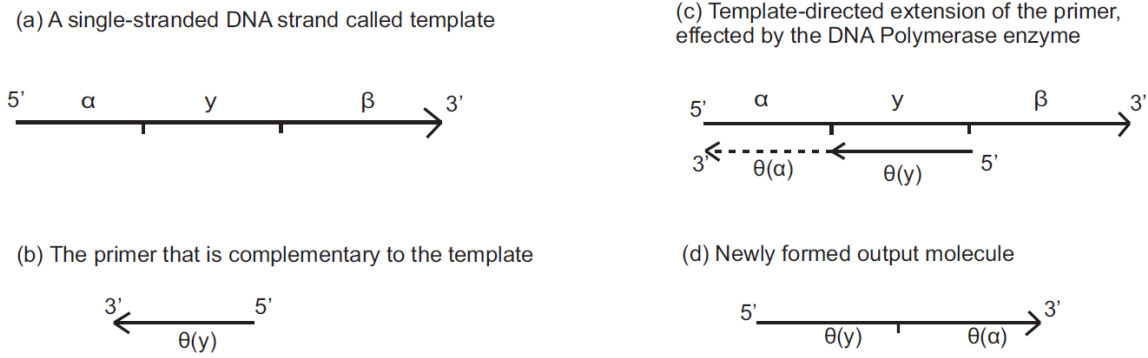 (a) A single-stranded DNA strand called template
5’ α y β 3’
(b) The primer that is complementary to the template
3’ 5’
θ(y)
(c) Template-directed extension of the primer,
effected by the DNA Polymerase enzyme
5’ α y β 3’
3’ θ(α) θ(y) 5’
(d) Newly formed output molecule
5’ 3’
θ(y) θ(α)